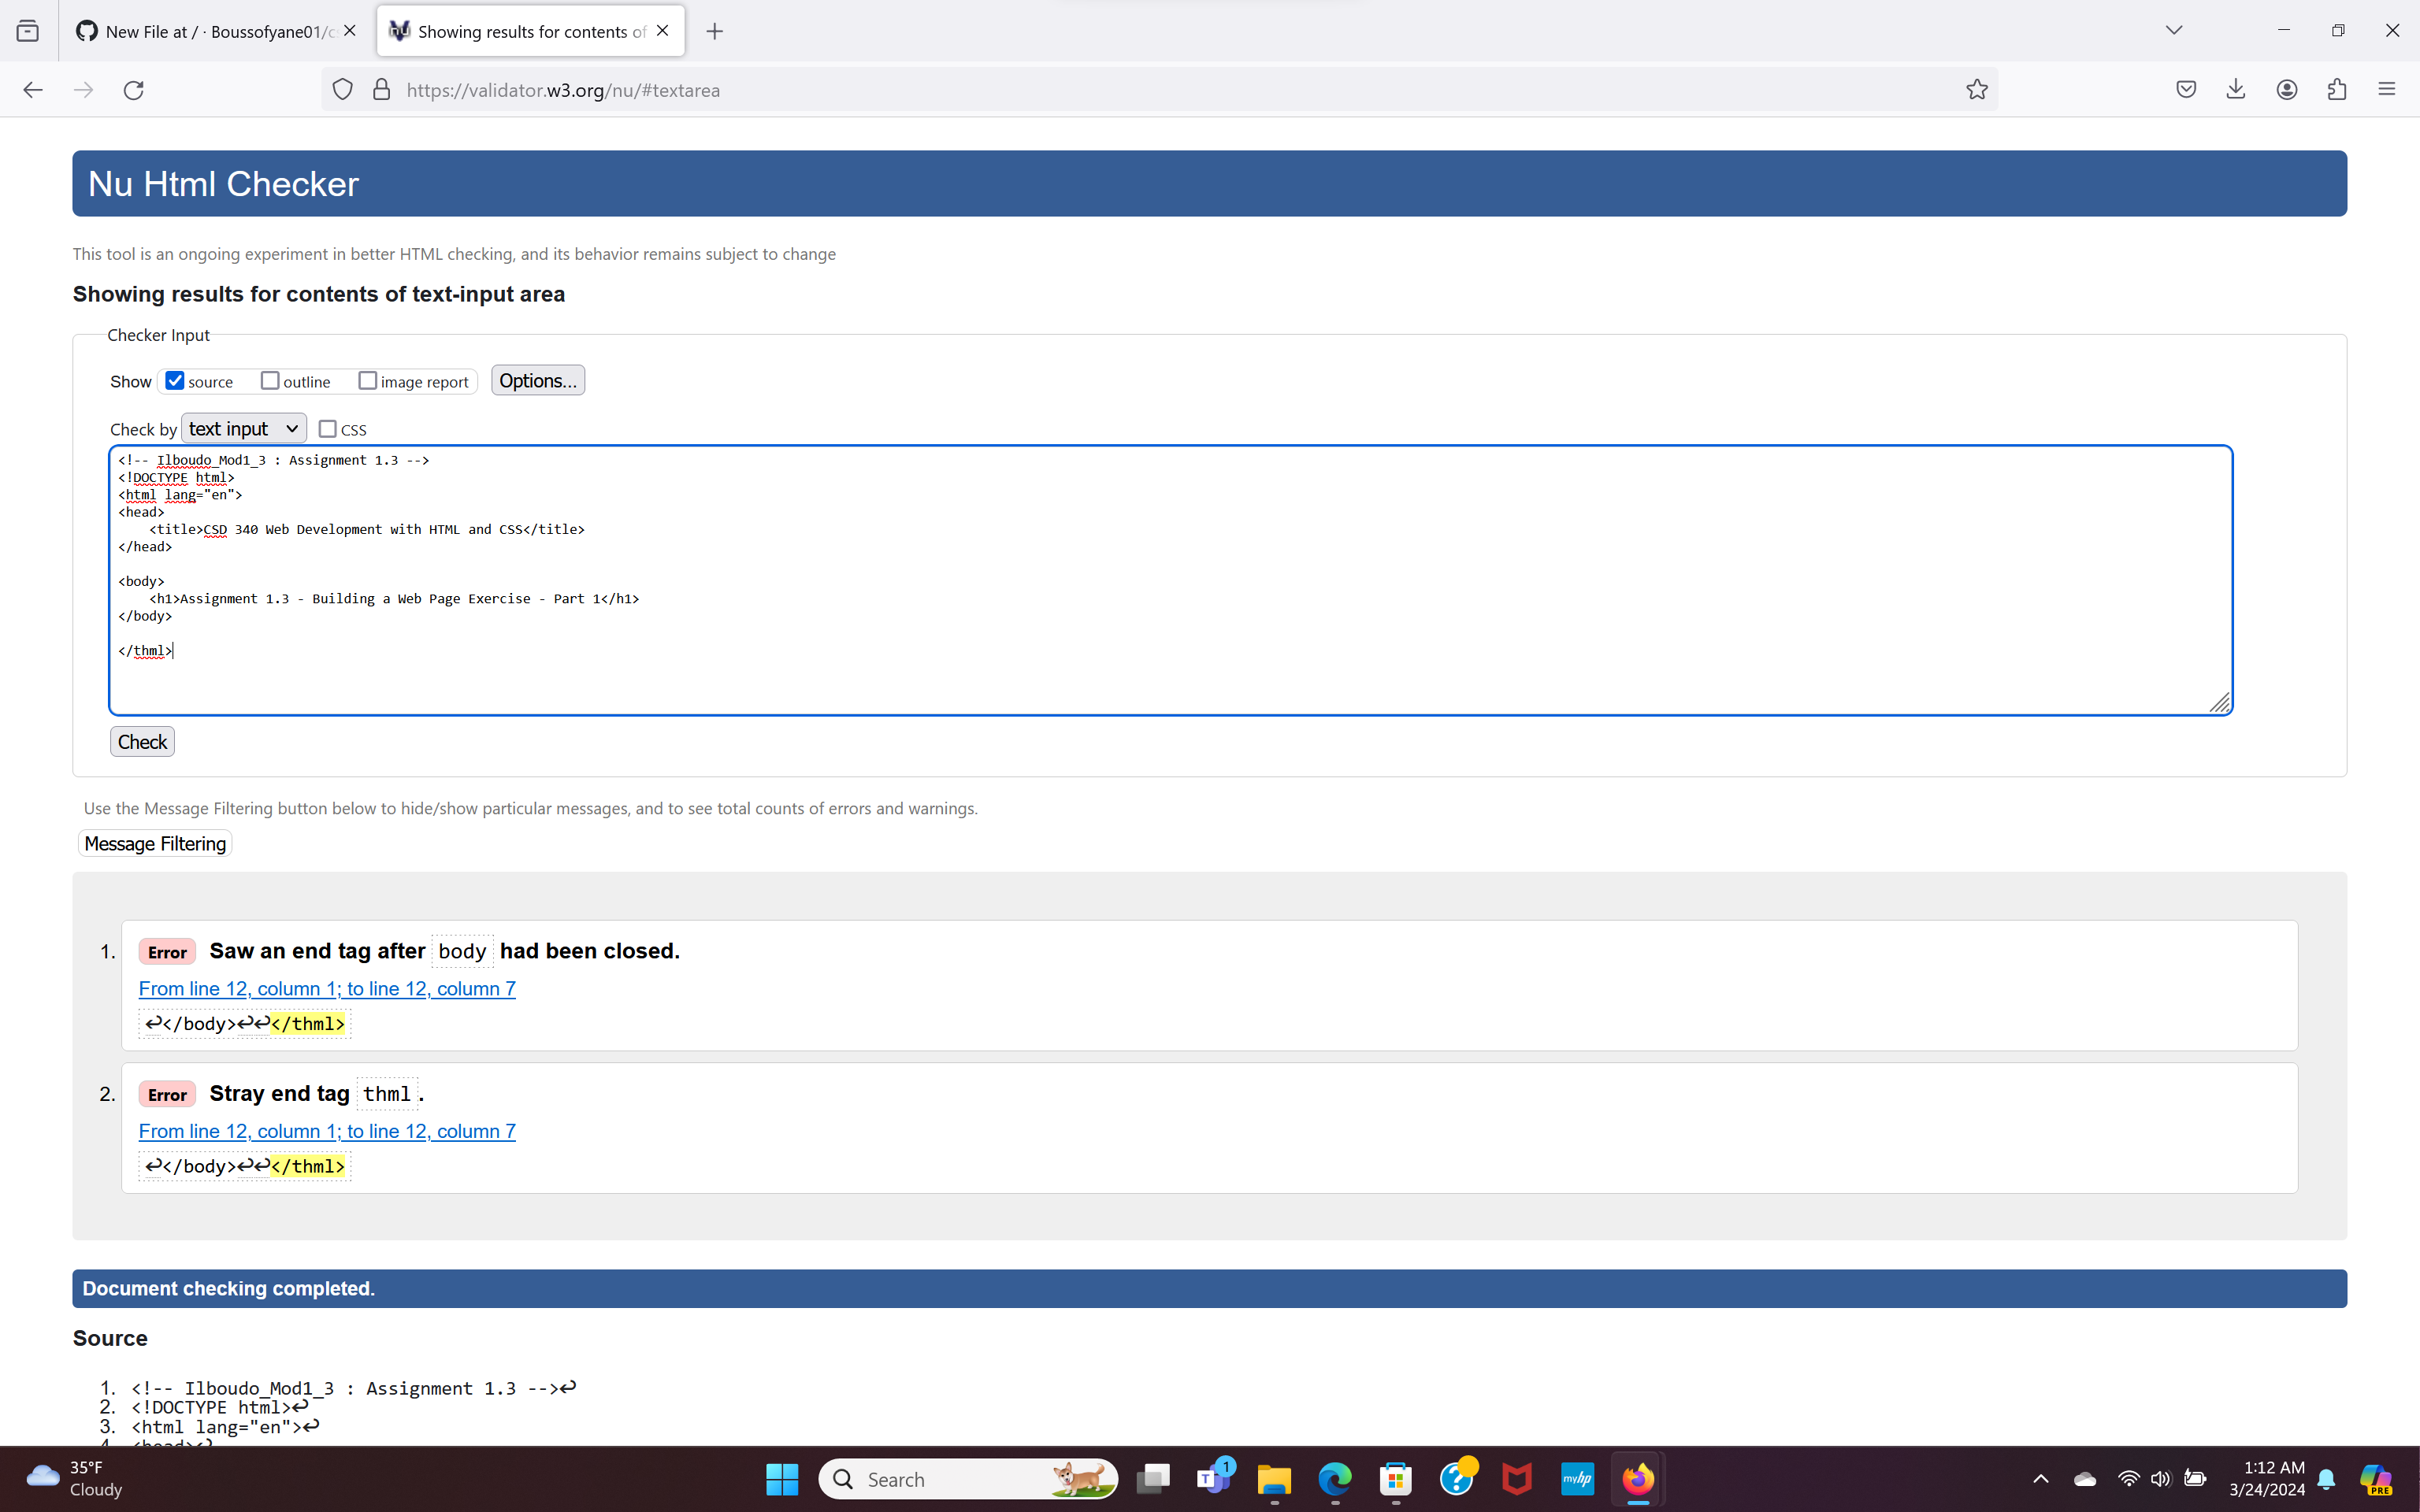 New File at / · Boussofyane01/c
Showing results for contents of
https://validator.w3.org/nu/#textarea
Nu Html Checker
This tool is an ongoing experiment in better HTML checking, and its behavior remains subject to change
Showing results for contents of text-input area
Checker Input
Show source outline image report Options...
Check by text input CSS
<!-- Ilboudo_Mod1_3 : Assignment 1.3 -->
<!DOCTYPE html>
<html lang="en">
<head>
<title>CSD 340 Web Development with HTML and CSS</title>
</head>
<body>
<h1>Assignment 1.3 - Building a Web Page Exercise - Part 1</h1>
</body>
</thml>
Check
Use the Message Filtering button below to hide/show particular messages, and to see total counts of errors and warnings.
Message Filtering
1. Error Saw an end tag after body had been closed.
From line 12, column 1; to line 12, column 7
↩</body>↩↩</thml>
2. Error Stray end tag thml.
From line 12, column 1; to line 12, column 7
↩</body>↩↩</thml>
Document checking completed.
Source
1. <!-- Ilboudo_Mod1_3 : Assignment 1.3 -->↩
2. <!DOCTYPE html>↩
3. <html lang="en">↩
4. <head>↩
35°F
Cloudy
Search
T 1
myhp
PRE
1:12 AM
3/24/2024